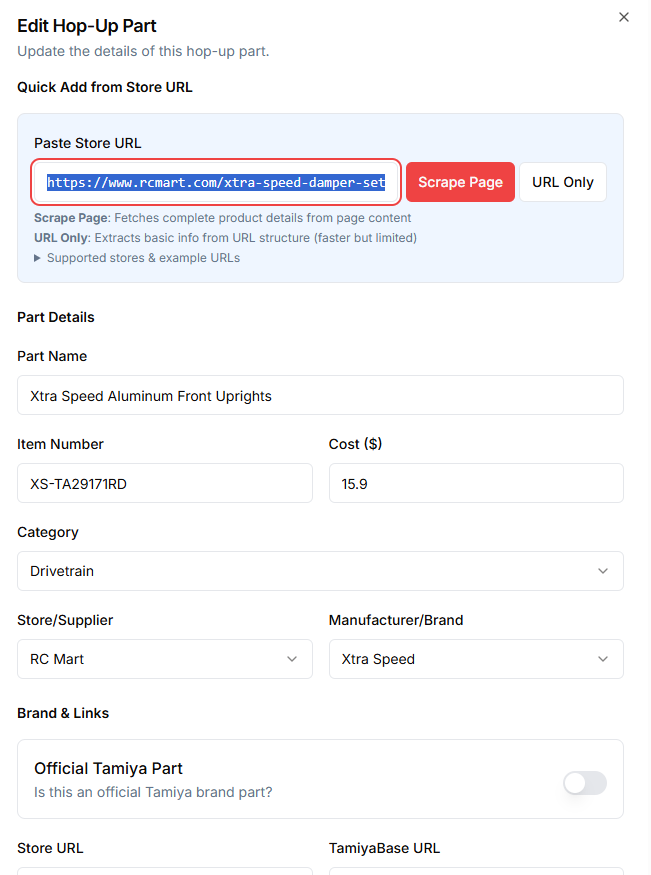 Edit Hop-Up Part
Update the details of this hop-up part.
Quick Add from Store URL
Paste Store URL
https://www.rcmart.com/xtra-speed-damper-set
Scrape Page
URL Only
Scrape Page: Fetches complete product details from page content
URL Only: Extracts basic info from URL structure (faster but limited)
Supported stores & example URLs
Part Details
Part Name
Xtra Speed Aluminum Front Uprights
Item Number
Cost ($)
XS-TA29171RD
15.9
Category
Drivetrain
Store/Supplier
Manufacturer/Brand
RC Mart
Xtra Speed
Brand & Links
Official Tamiya Part
Is this an official Tamiya brand part?
Store URL
TamiyaBase URL